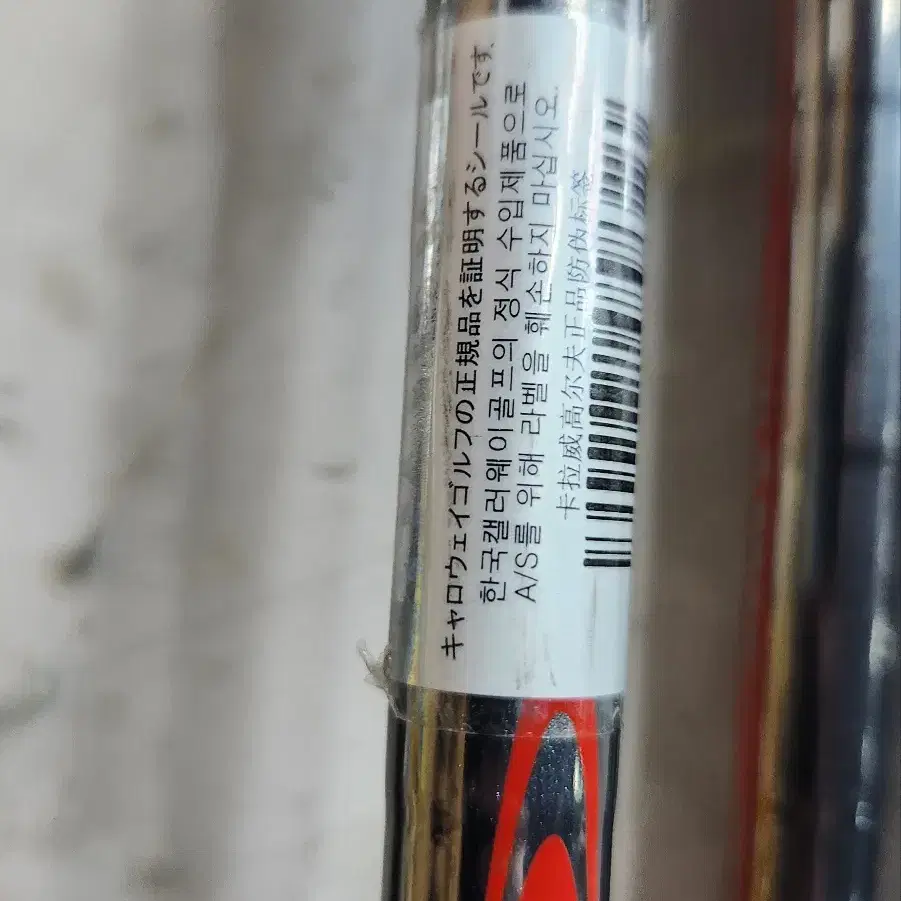 キャロウェイゴルフの正規品を証明するシールです.
한국캘러웨이골프의 정식 수입제품으로
A/S를 위해 라벨을 훼손하지 마십시오.
卡拉威高尔夫正品防伪标签